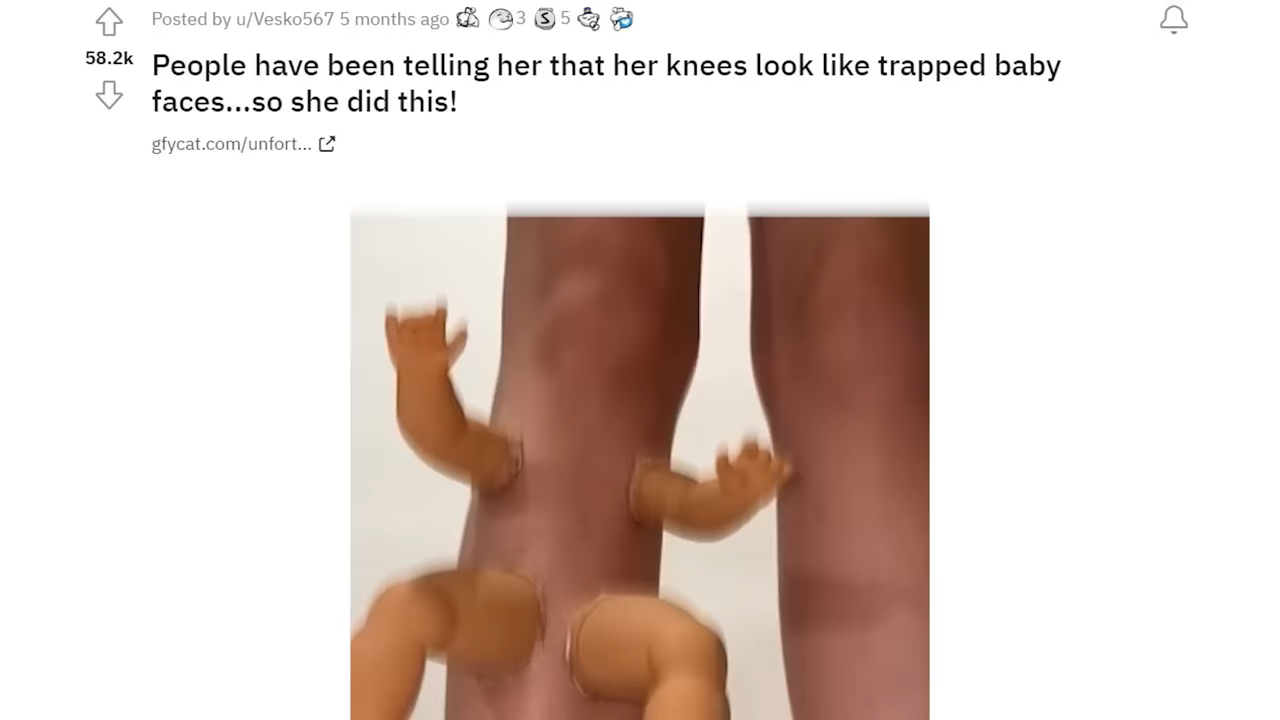 Posted by u/Vesko567 5 months ago 3 5
58.2k
People have been telling her that her knees look like trapped baby
faces...so she did this!
gfycat.com/unfort...